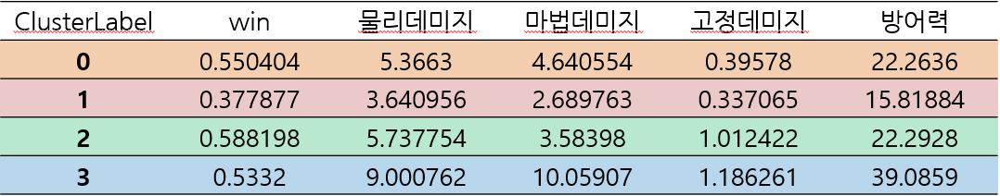 ClusterLabel win 물리데미지 마법데미지 고정데미지 방어력
0 0.550404 5.3663 4.640554 0.39578 22.2636
1 0.377877 3.640956 2.689763 0.337065 15.81884
2 0.588198 5.737754 3.58398 1.012422 22.2928
3 0.5332 9.000762 10.05907 1.186261 39.0859